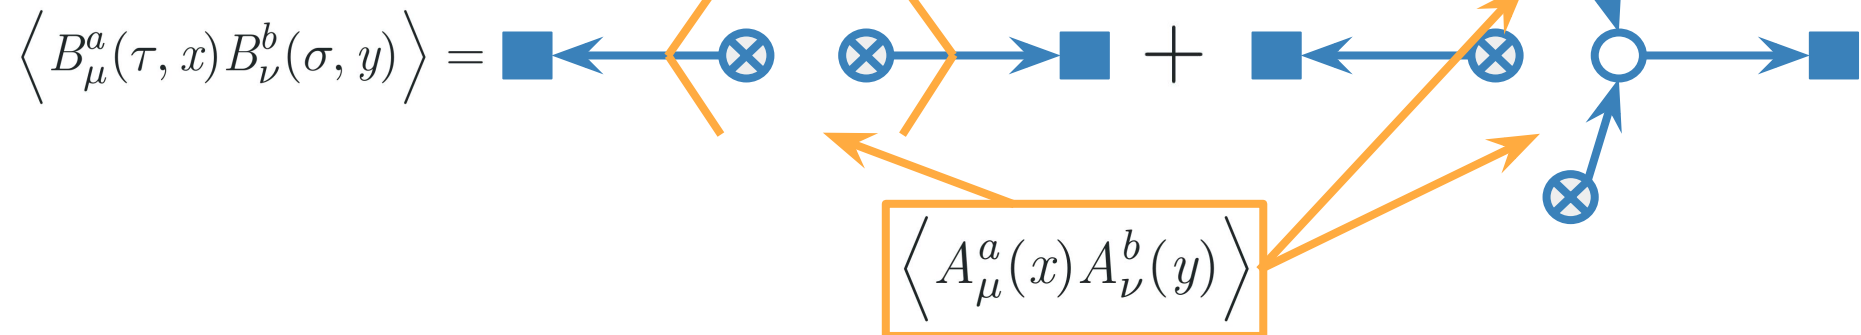 ⟨B^a_μ(τ, x)B^b_ν(σ, y)⟩ = +
⟨A^a_μ(x)A^b_ν(y)⟩